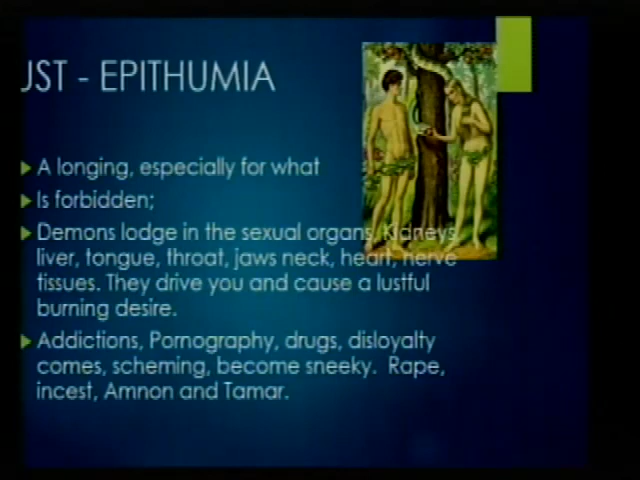 JST - EPITHUMIA
A longing, especially for what
Is forbidden;
Demons lodge in the sexual organs, Kidneys,
liver, tongue, throat, jaws neck, heart, nerve
tissues. They drive you and cause a lustful
burning desire.
Addictions, Pornography, drugs, disloyalty
comes, scheming, become sneeky. Rape,
incest, Amnon and Tamar.